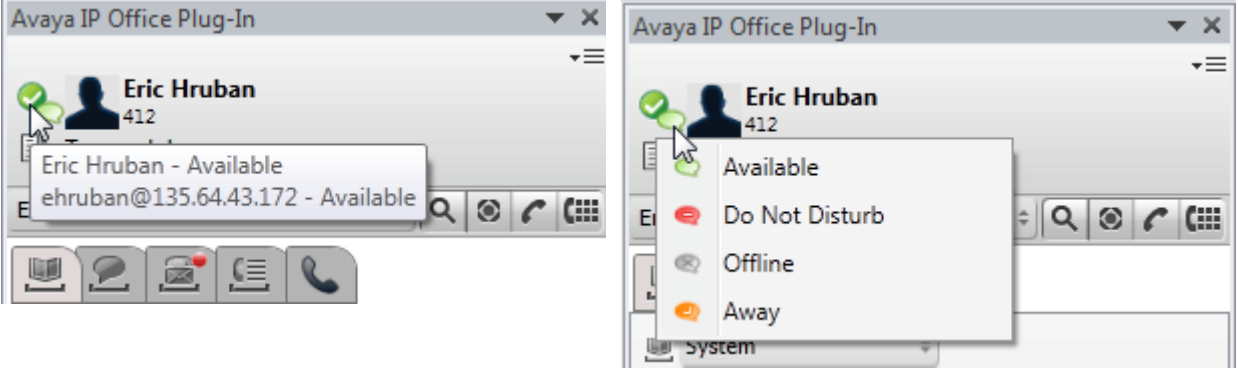 Avaya IP Office Plug-In
Eric Hruban
412
Eric Hruban - Available
ehruban@135.64.43.172 - Available
E
Avaya IP Office Plug-In
Eric Hruban
412
Available
Do Not Disturb
Offline
Away
System